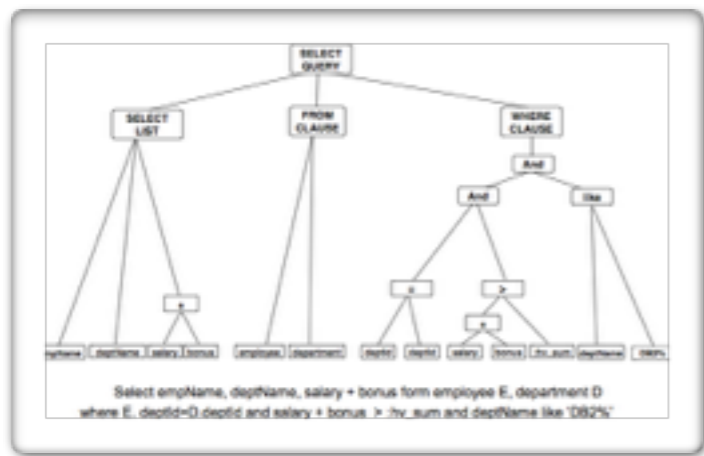 SELECT
QUERY
SELECT
LIST
FROM
CLAUSE
WHERE
CLAUSE
And
And
like
+
=
>
+
empName deptName salary bonus employee department deptId deptId salary bonus :hv_sum deptName DB2%
Select empName, deptName, salary + bonus form employee E, department D
where E. deptId=D.deptId and salary + bonus > :hv_sum and deptName like 'DB2%'